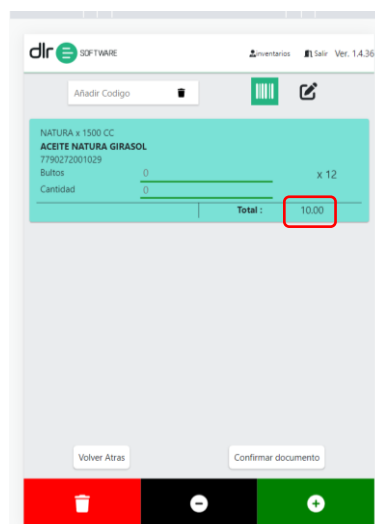 dlr SOFTWARE inventarios Salir Ver. 1.4.36
Añadir Codigo
NATURA x 1500 CC
ACEITE NATURA GIRASOL
7790272001029
Bultos 0 x 12
Cantidad 0
Total : 10.00
Volver Atras Confirmar documento